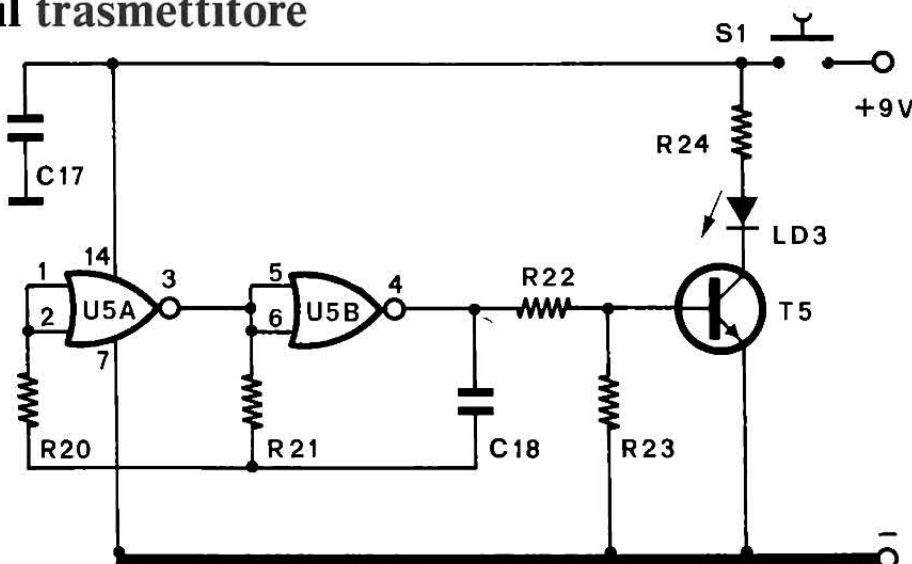 il trasmettitore
S1
+9V
R24
C17
LD3
14
1
3
5
4
R22
2
U5A
6
U5B
T5
7
R20
R21
C18
R23
−